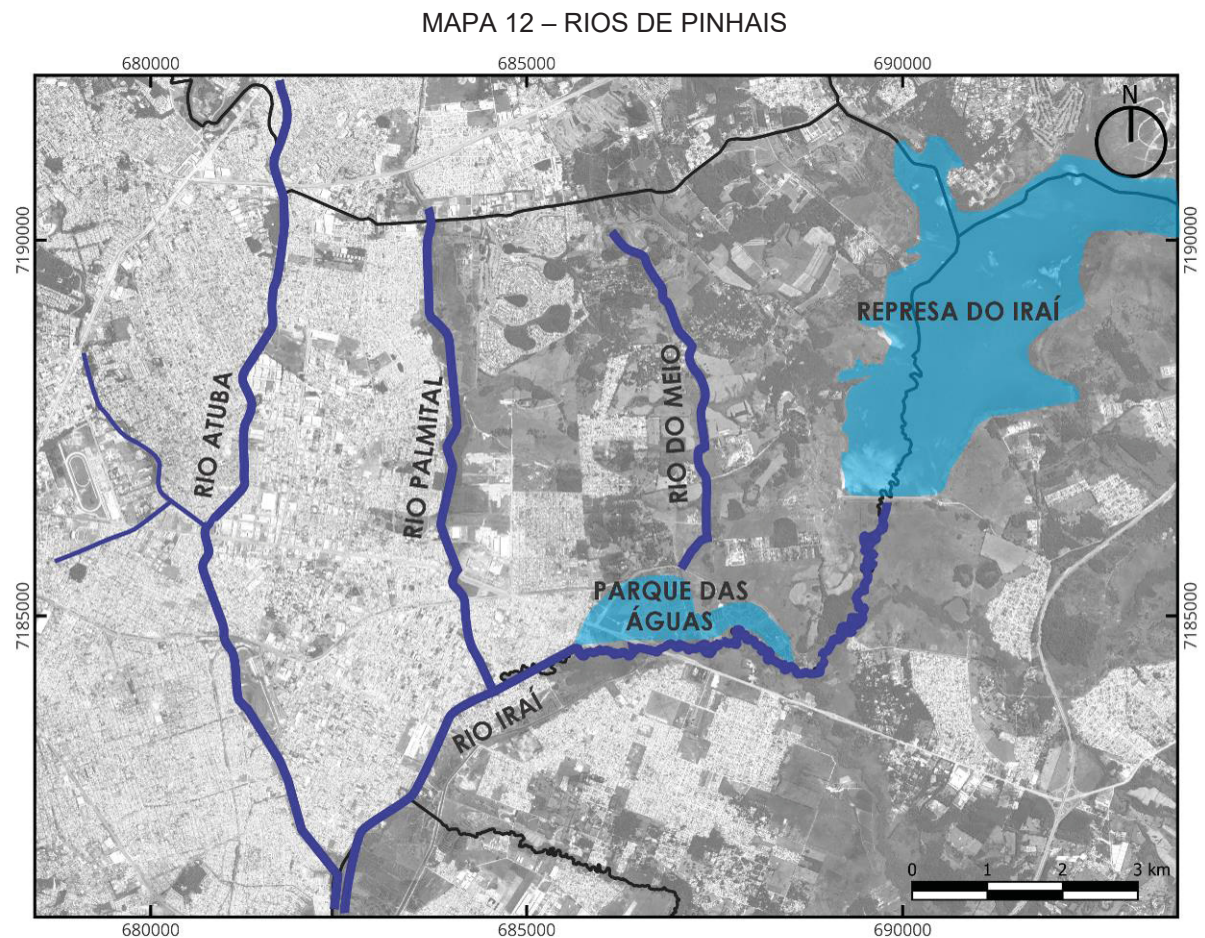 MAPA 12 – RIOS DE PINHAIS
680000
685000
690000
N
7190000
7190000
REPRESA DO IRAÍ
RIO ATUBA
RIO PALMITAL
RIO DO MEIO
PARQUE DAS
ÁGUAS
7185000
7185000
RIO IRAÍ
0 1 2 3 km
680000
685000
690000